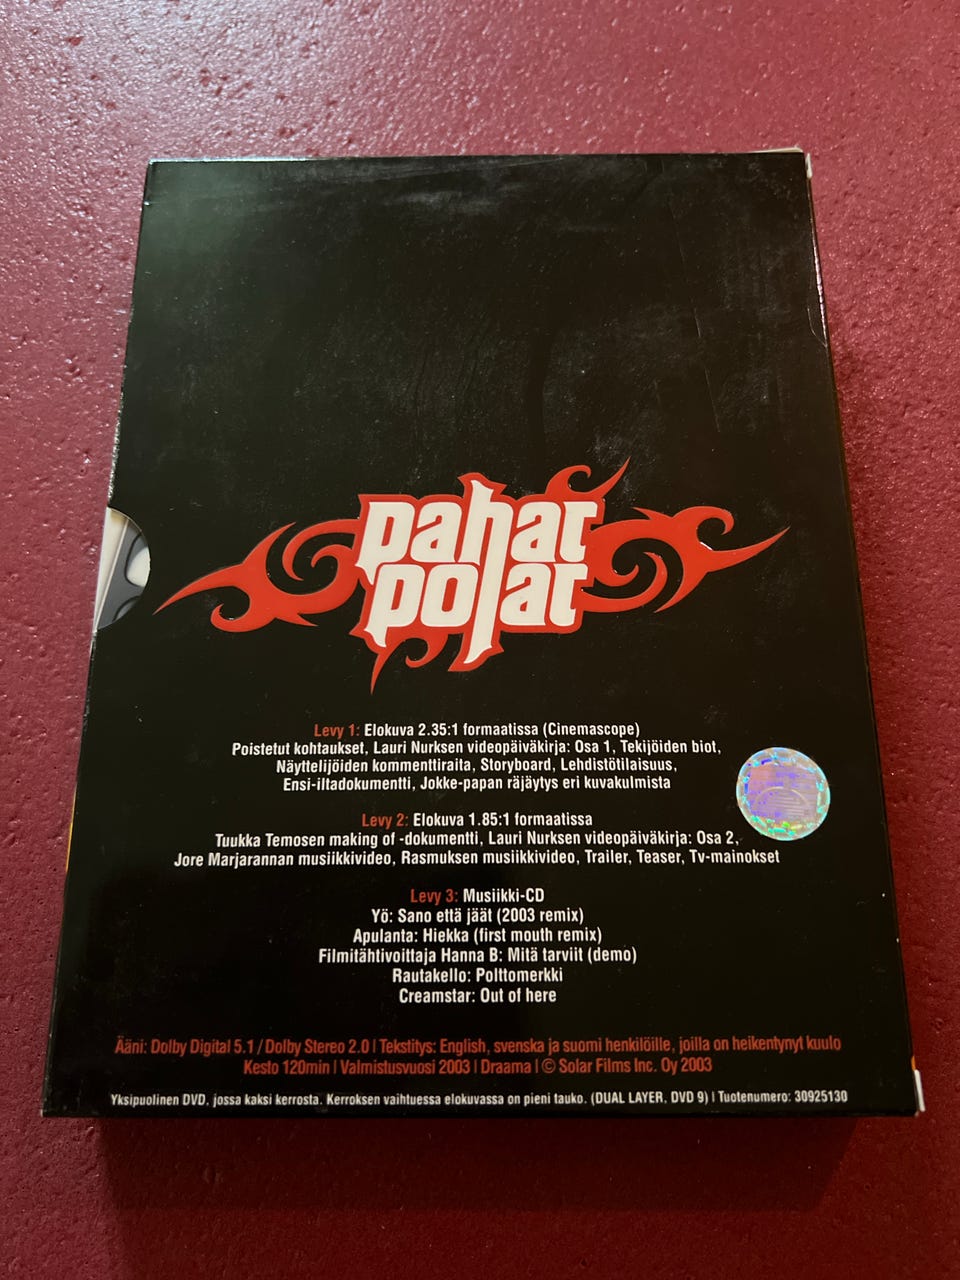 pahat
polat
Levy 1: Elokuva 2.35:1 formaatissa (Cinemascope)
Poistetut kohtaukset, Lauri Nurksen videopäiväkirja: Osa 1, Tekijöiden biot,
Näyttelijöiden kommenttiraita, Storyboard, Lehdistötilaisuus,
Ensi-iltadokumentti, Jokke-papan räjäytys eri kuvakulmista
Levy 2: Elokuva 1.85:1 formaatissa
Tuukka Temosen making of -dokumentti, Lauri Nurksen videopäiväkirja: Osa 2,
Jore Marjarannan musiikkivideo, Rasmuksen musiikkivideo, Trailer, Teaser, Tv-mainokset
Levy 3: Musiikki-CD
Yö: Sano että jäät (2003 remix)
Apulanta: Hiekka (first mouth remix)
Filmitähtivoittaja Hanna B: Mitä tarviit (demo)
Rautakello: Polttomerkki
Creamstar: Out of here
Ääni: Dolby Digital 5.1 / Dolby Stereo 2.0 | Tekstitys: English, svenska ja suomi henkilöille, joilla on heikentynyt kuulo
Kesto 120min | Valmistusvuosi 2003 | Draama | © Solar Films Inc. Oy 2003
Yksipuolinen DVD, jossa kaksi kerrosta. Kerroksen vaihtuessa elokuvassa on pieni tauko. (DUAL LAYER, DVD 9) | Tuotenumero: 30925130